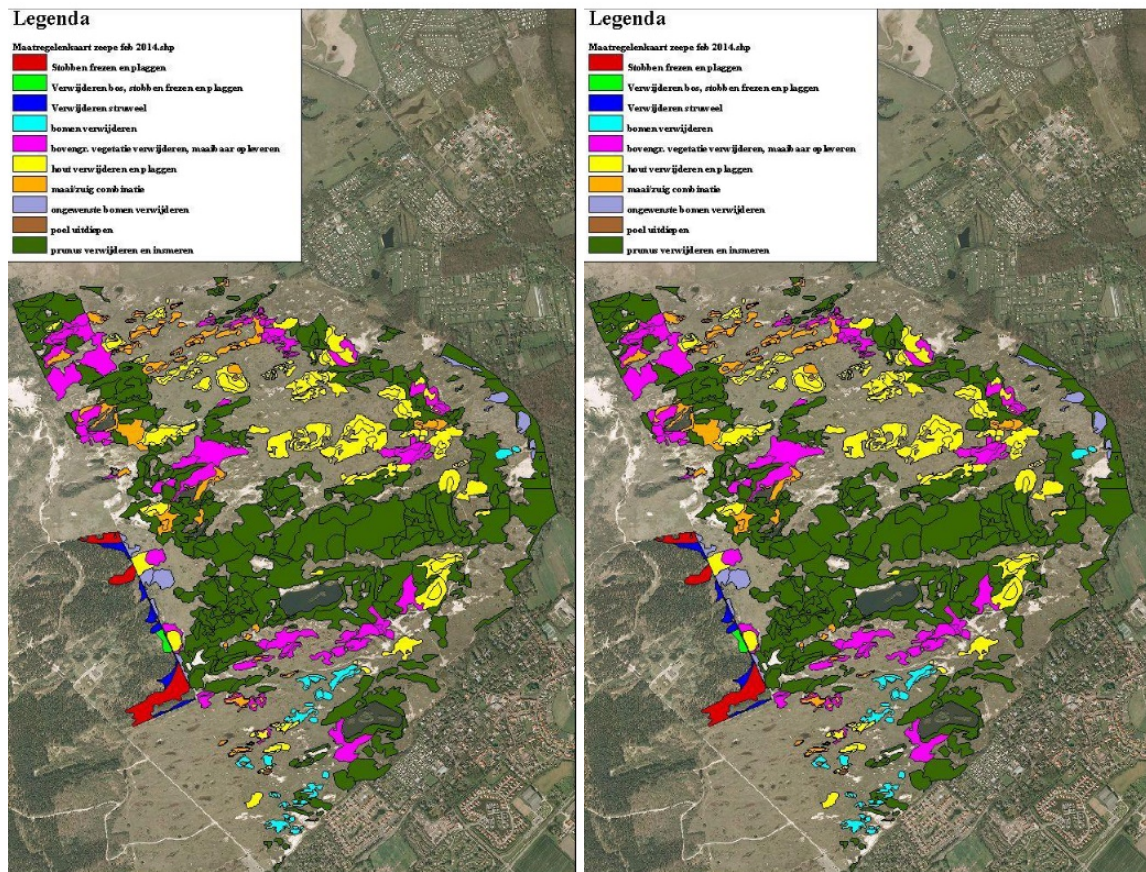 Legenda
Maatregelenkaart zeepe feb 2014.shp
Stobben frezen en plaggen
Verwijderen bos, stobben frezen en plaggen
Verwijderen struweel
bomen verwijderen
bovengr. vegetatie verwijderen, maaibaar opleveren
hout verwijderen en plaggen
maai/zuig combinatie
ongewenste bomen verwijderen
poel uitdiepen
prunus verwijderen en insmeren
Legenda
Maatregelenkaart zeepe feb 2014.shp
Stobben frezen en plaggen
Verwijderen bos, stobben frezen en plaggen
Verwijderen struweel
bomen verwijderen
bovengr. vegetatie verwijderen, maaibaar opleveren
hout verwijderen en plaggen
maai/zuig combinatie
ongewenste bomen verwijderen
poel uitdiepen
prunus verwijderen en insmeren